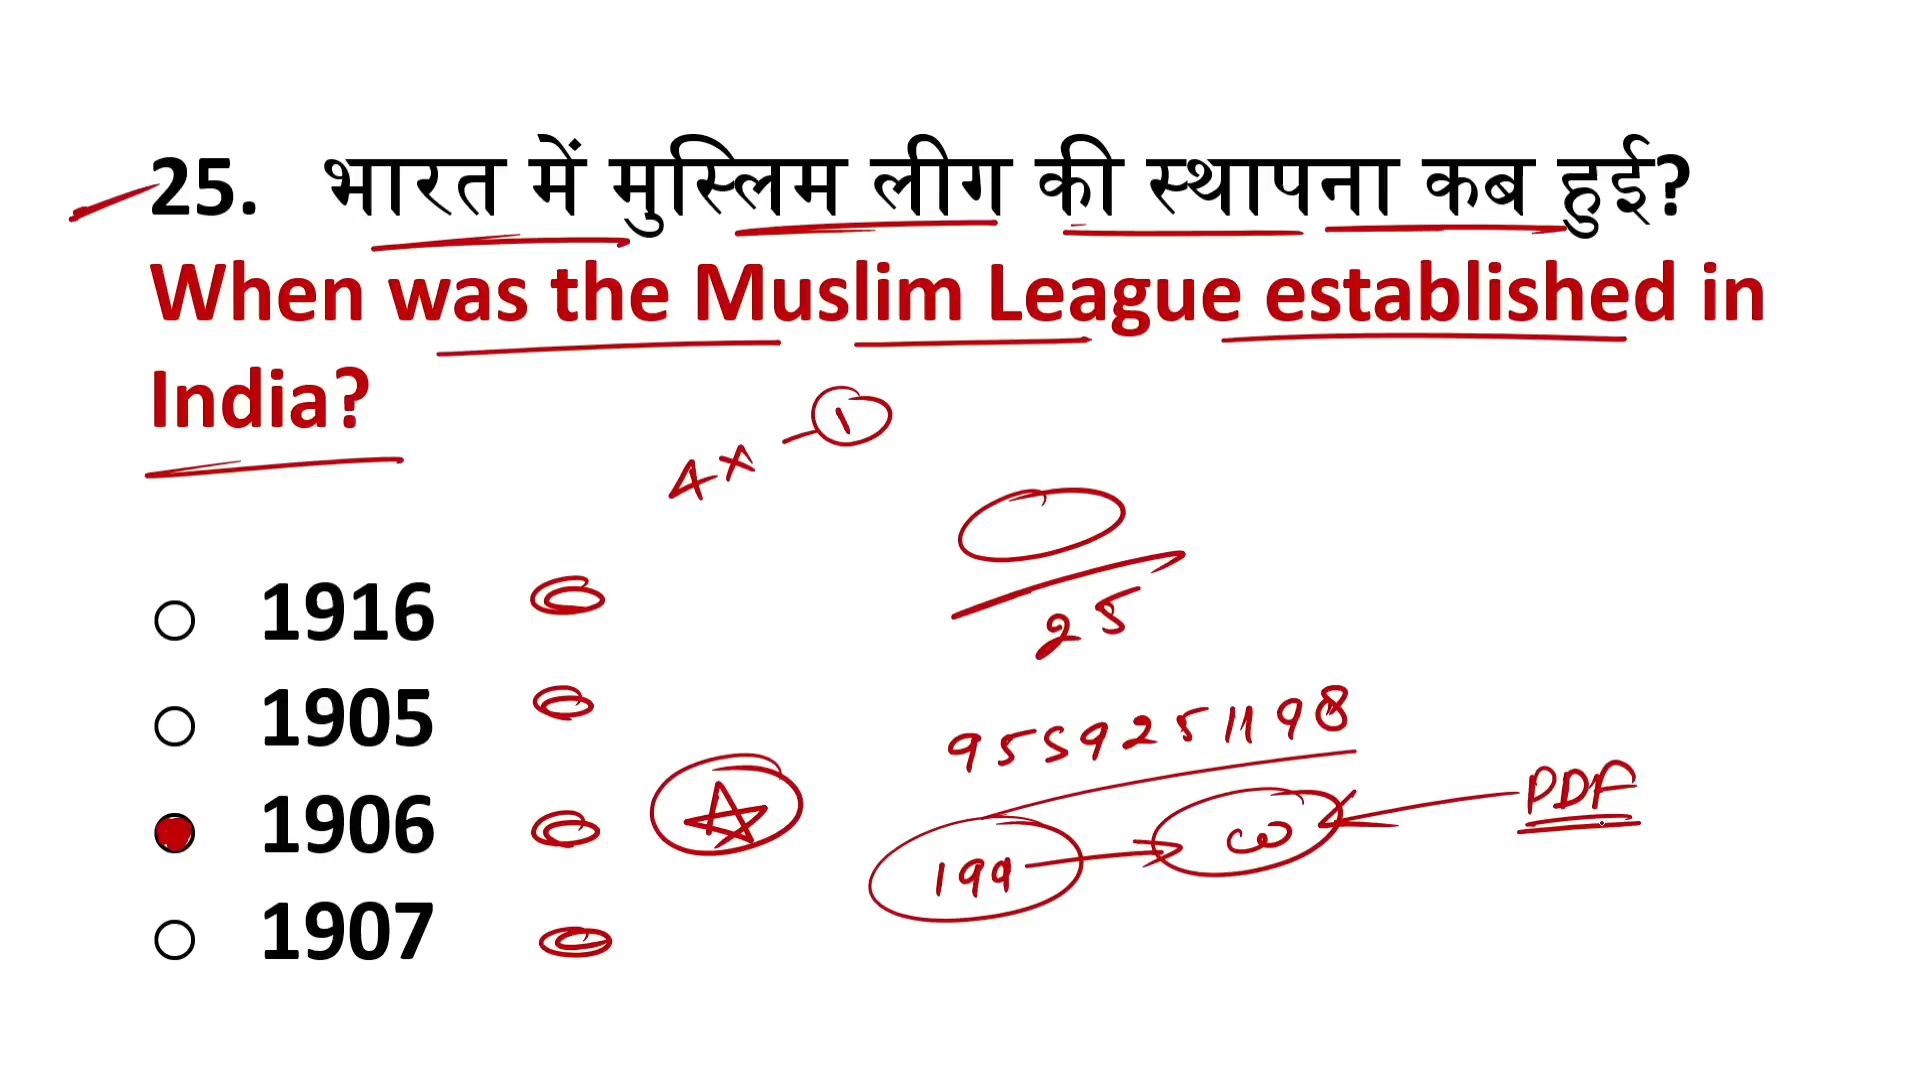 25. भारत में मुस्लिम लीग की स्थापना कब हुई?
When was the Muslim League established in
India?
4x - 1
25
1916
1905
9559251198
PDF
1906
199
1907